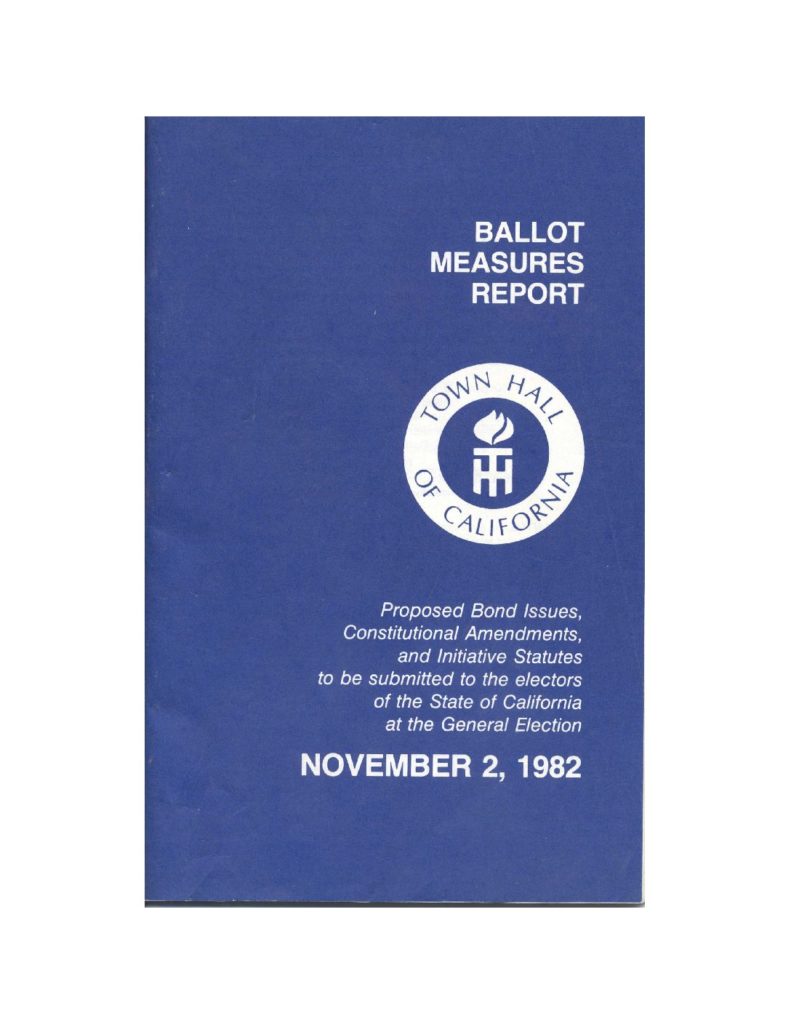 BALLOT
MEASURES
REPORT
TOWN HALL
OF CALIFORNIA
TH
Proposed Bond Issues,
Constitutional Amendments,
and Initiative Statutes
to be submitted to the electors
of the State of California
at the General Election
NOVEMBER 2, 1982